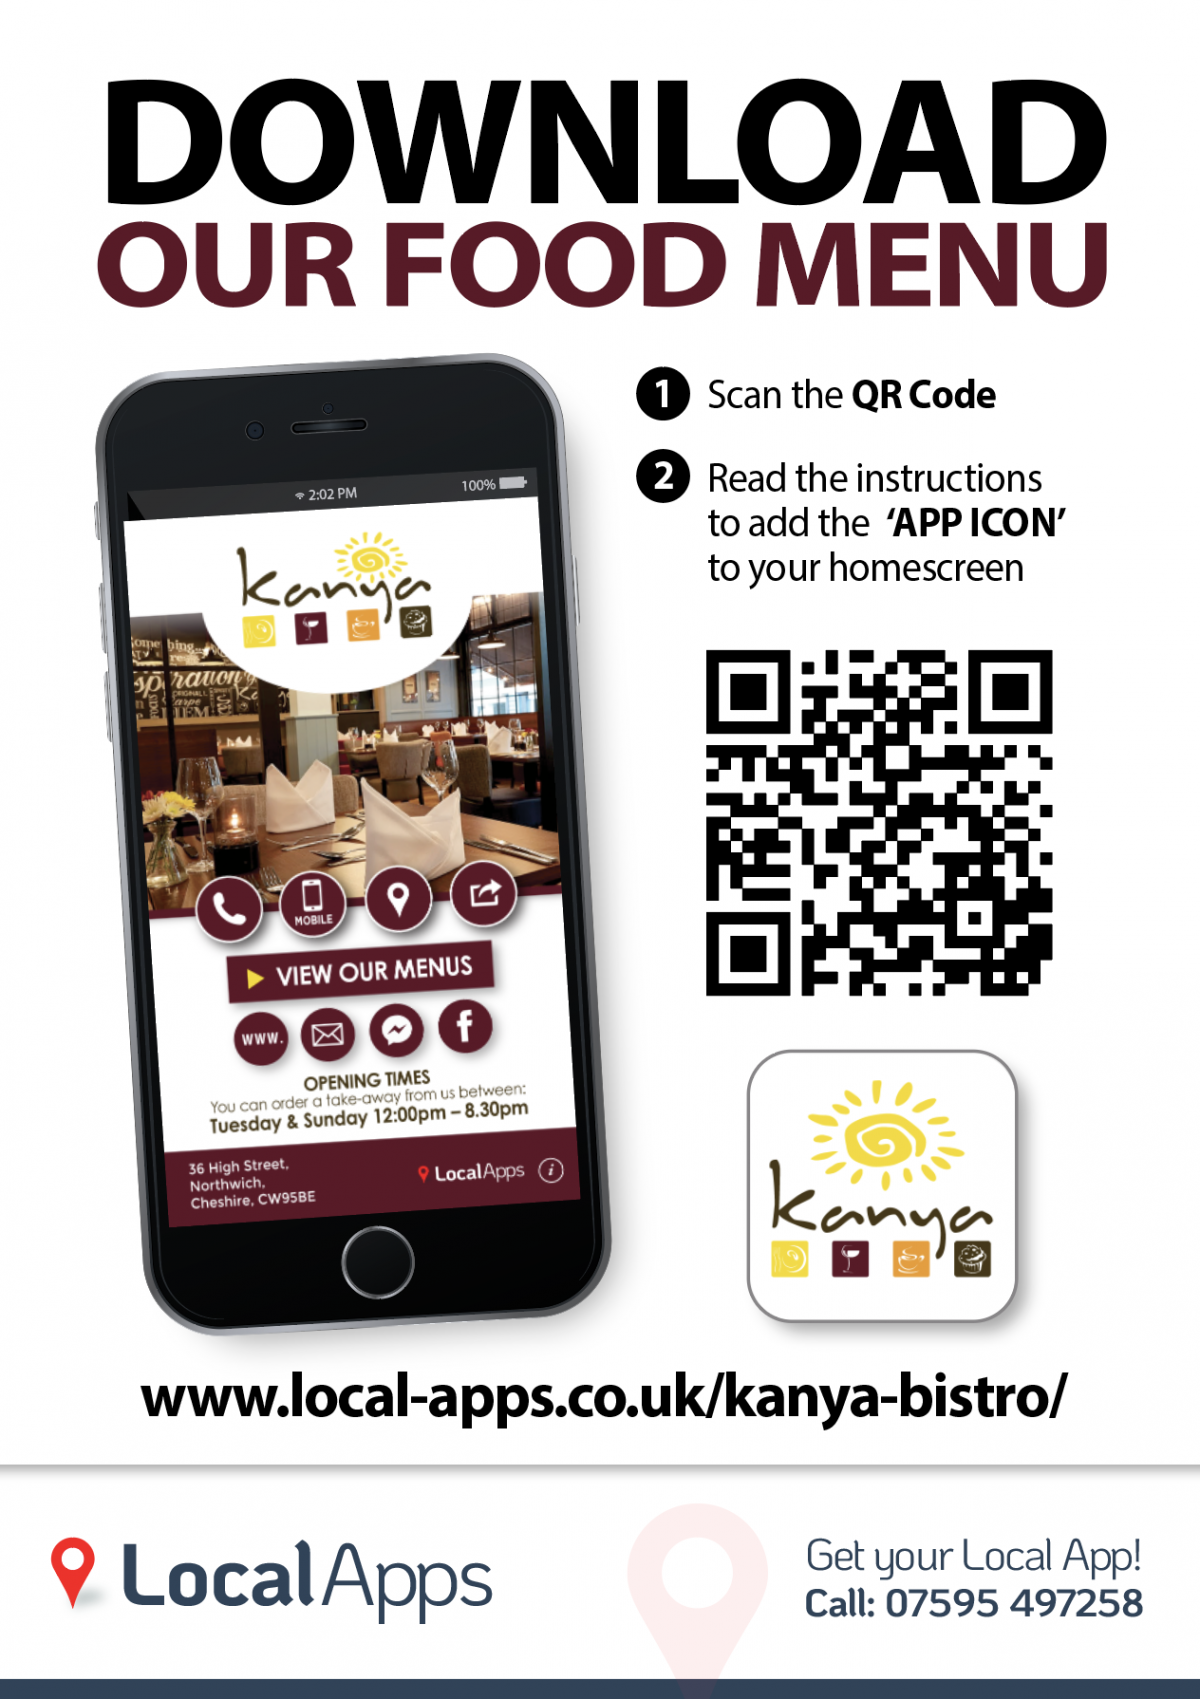 DOWNLOAD
OUR FOOD MENU
1 Scan the QR Code
2 Read the instructions
to add the ‘APP ICON’
to your homescreen
2:02 PM 100%
kanya
MOBILE
VIEW OUR MENUS
www.
OPENING TIMES
You can order a take-away from us between:
Tuesday & Sunday 12:00pm – 8.30pm
36 High Street,
Northwich,
Cheshire, CW95BE
LocalApps i
kanya
www.local-apps.co.uk/kanya-bistro/
LocalApps
Get your Local App!
Call: 07595 497258